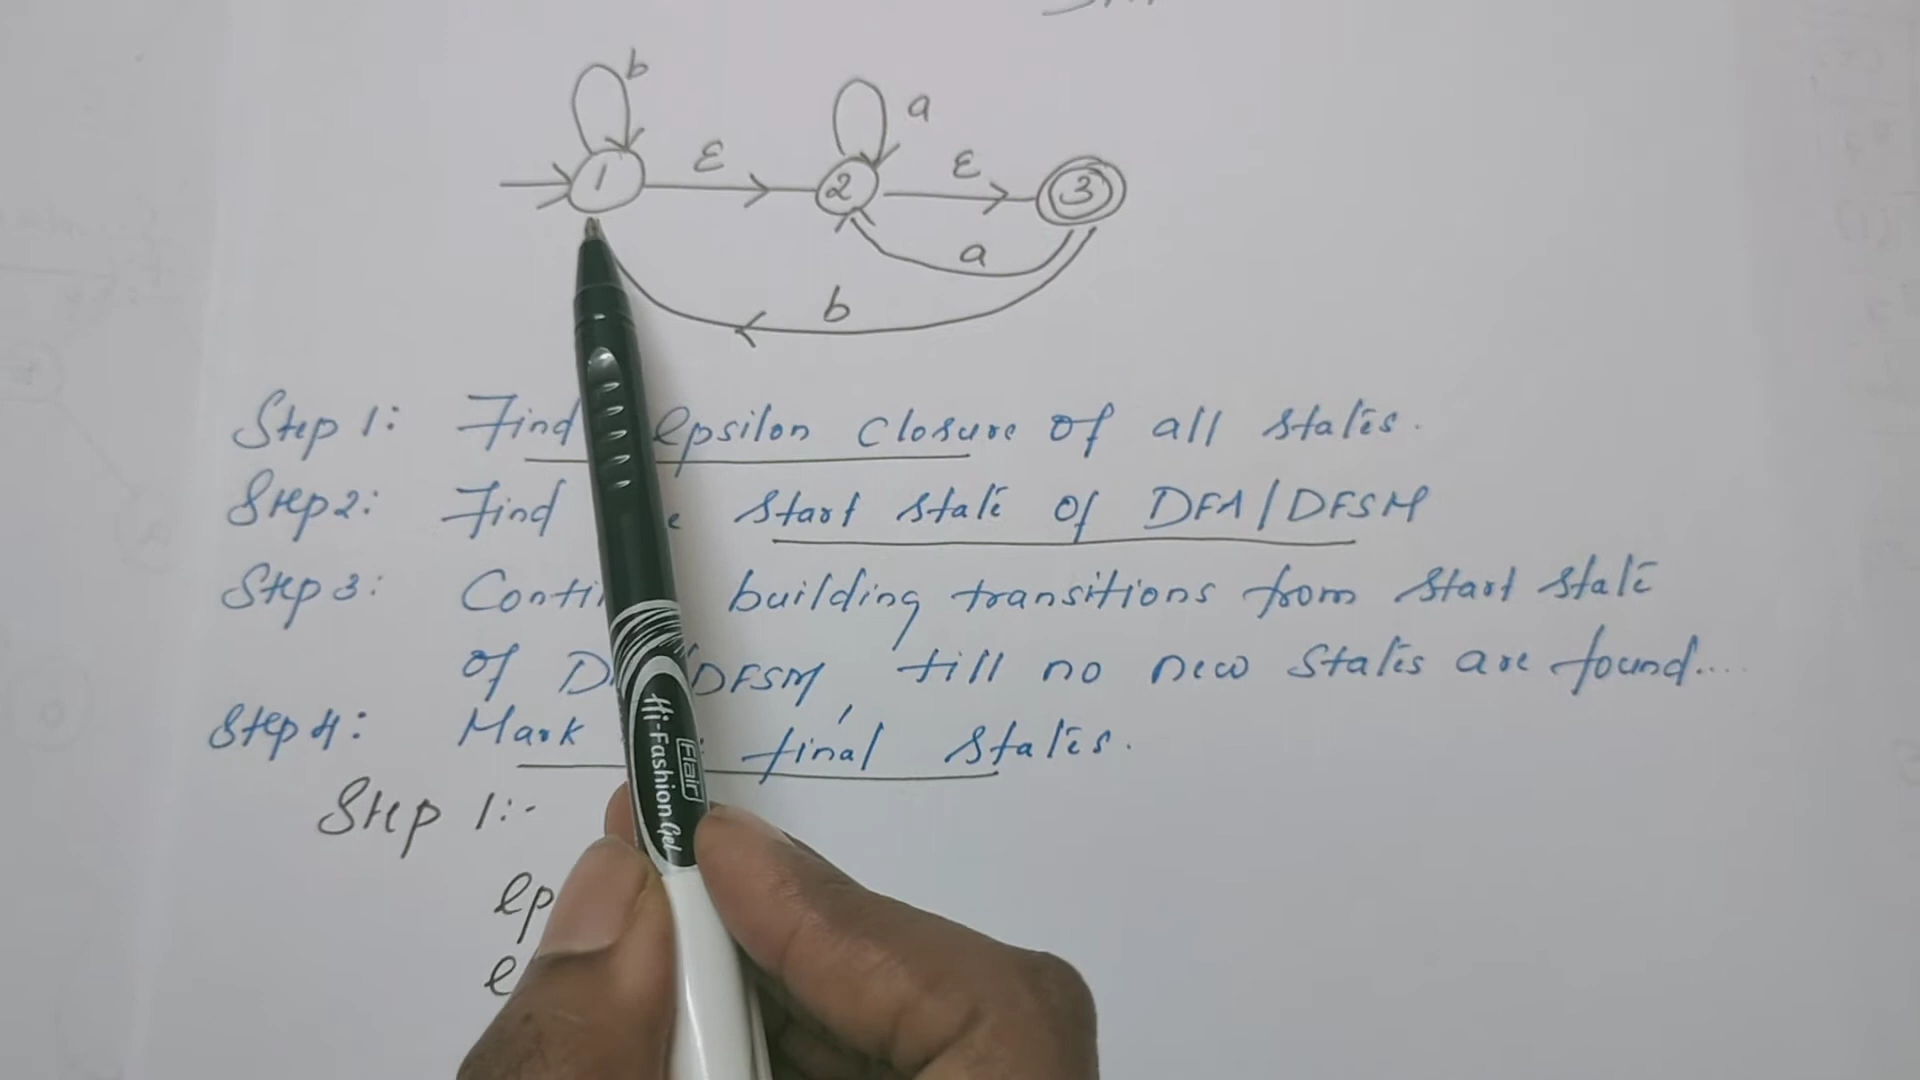 b
a
ε
ε
1
2
3
a
b
Step 1: Find epsilon closure of all states.
Step 2: Find start state of DFA/DFSM
Step 3: building transitions from start state
of DFSM, till no new states are found....
Step 4: Mark final states.
Step 1:-
Flair
Hi-Fashion Gel